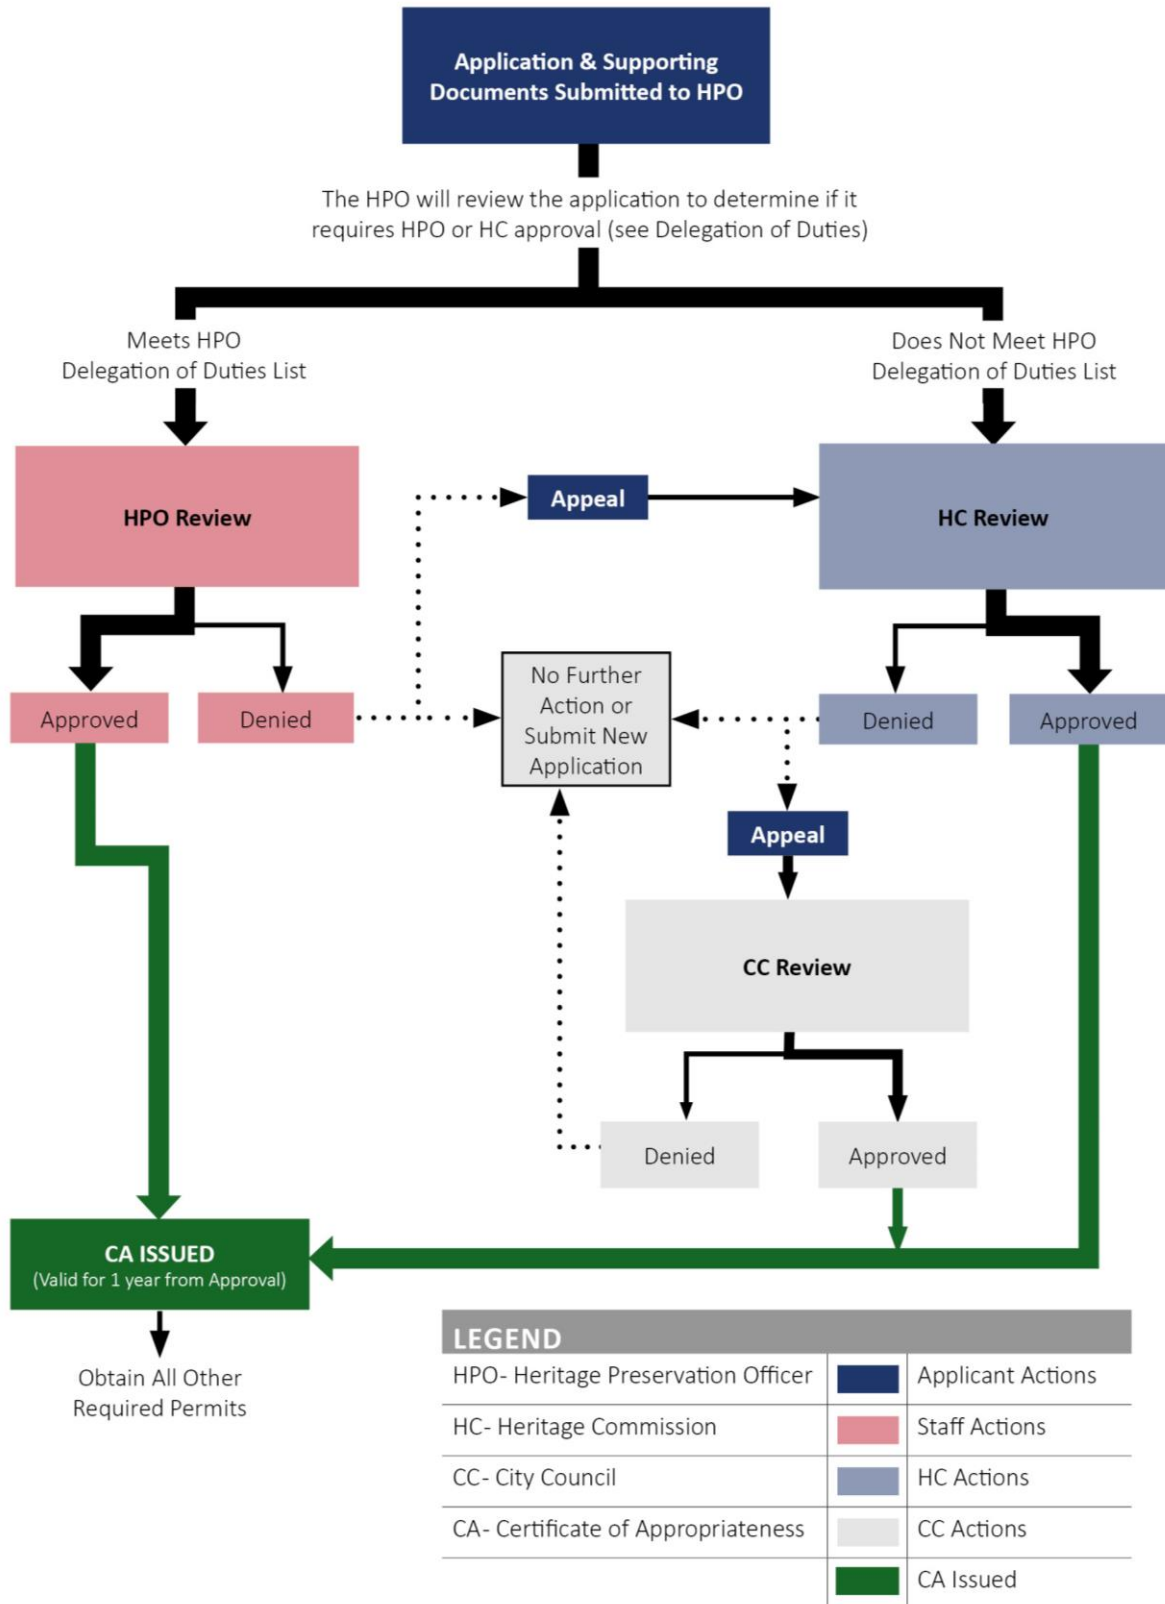 Application & Supporting
Documents Submitted to HPO
The HPO will review the application to determine if it
requires HPO or HC approval (see Delegation of Duties)
Meets HPO
Delegation of Duties List
Does Not Meet HPO
Delegation of Duties List
HPO Review
Appeal
HC Review
Approved
Denied
No Further
Action or
Submit New
Application
Denied
Approved
Appeal
CC Review
Denied
Approved
CA ISSUED
(Valid for 1 year from Approval)
Obtain All Other
Required Permits
LEGEND
HPO- Heritage Preservation Officer
Applicant Actions
HC- Heritage Commission
Staff Actions
CC- City Council
HC Actions
CA- Certificate of Appropriateness
CC Actions
CA Issued